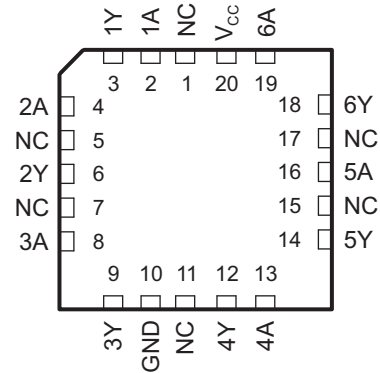 1Y 1A NC VCC 6A
3 2 1 20 19
2A 4 18 6Y
NC 5 17 NC
2Y 6 16 5A
NC 7 15 NC
3A 8 14 5Y
9 10 11 12 13
3Y GND NC 4Y 4A